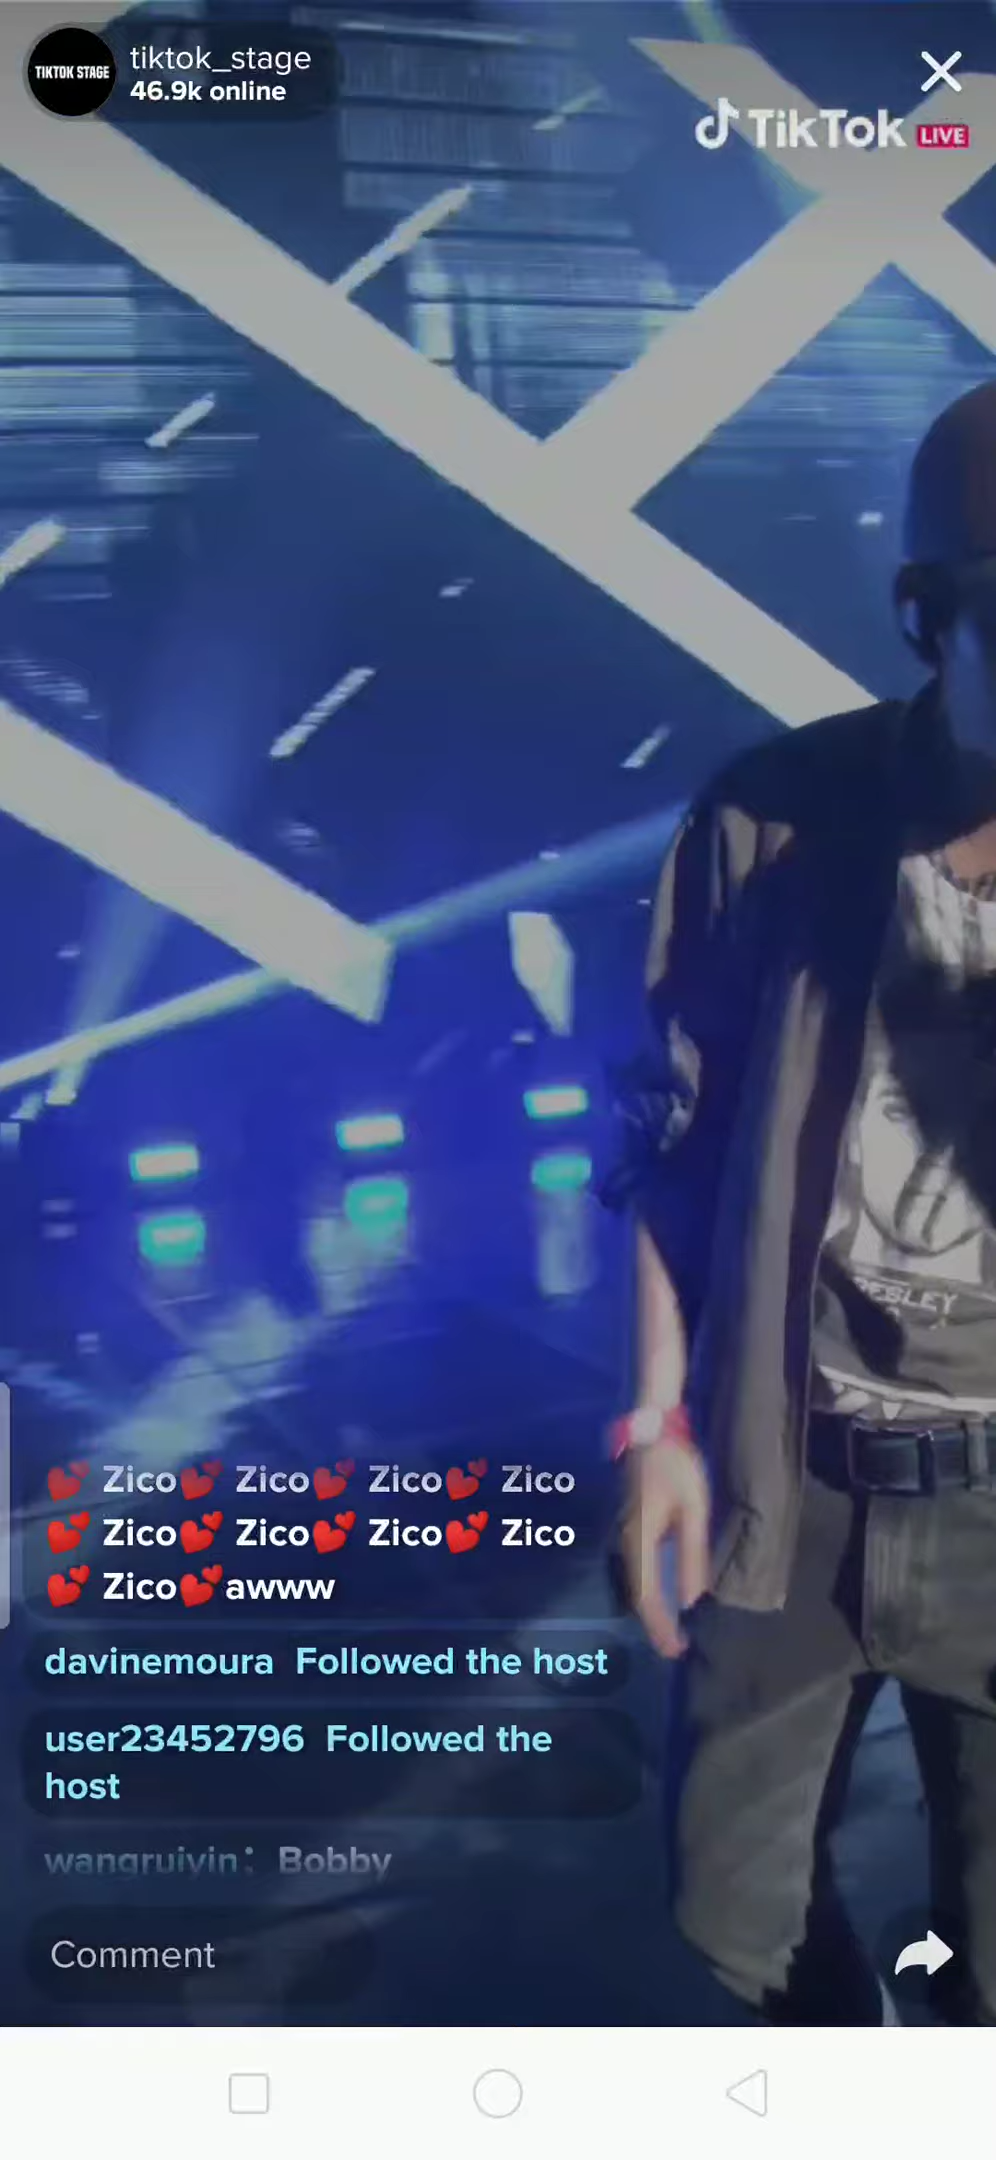 TIKTOK STAGE
tiktok_stage
46.9k online
TikTok LIVE
💕 Zico💕 Zico💕 Zico💕 Zico
💕 Zico💕 Zico💕 Zico💕 Zico
💕 Zico💕awww
davinemoura Followed the host
user23452796 Followed the
host
wangruiyin: Bobby
Comment